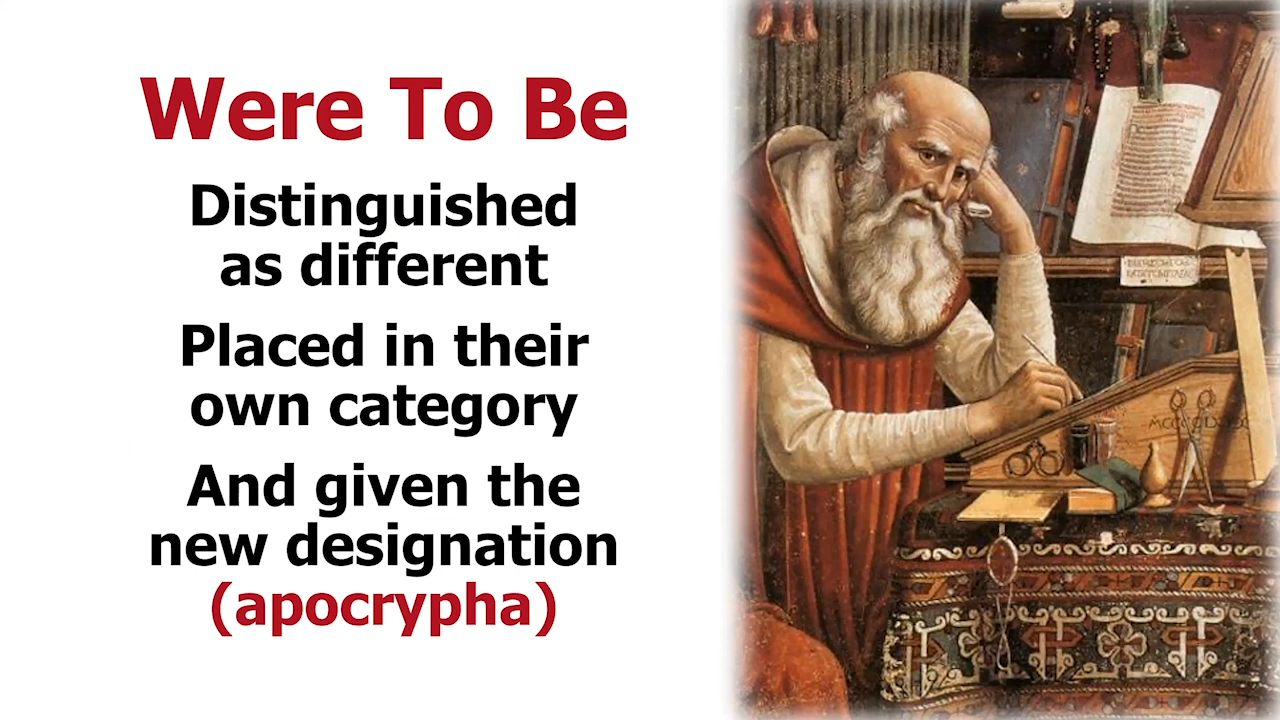 Were To Be
Distinguished
as different
Placed in their
own category
And given the
new designation
(apocrypha)